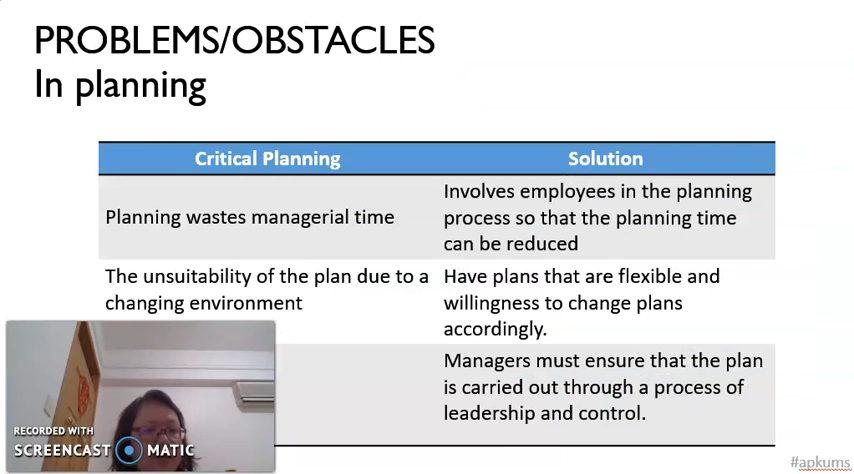 PROBLEMS/OBSTACLES
In planning
Critical Planning
Solution
Planning wastes managerial time
Involves employees in the planning
process so that the planning time
can be reduced
The unsuitability of the plan due to a
changing environment
Have plans that are flexible and
willingness to change plans
accordingly.
Managers must ensure that the plan
is carried out through a process of
leadership and control.
RECORDED WITH
SCREENCAST MATIC
#apkums